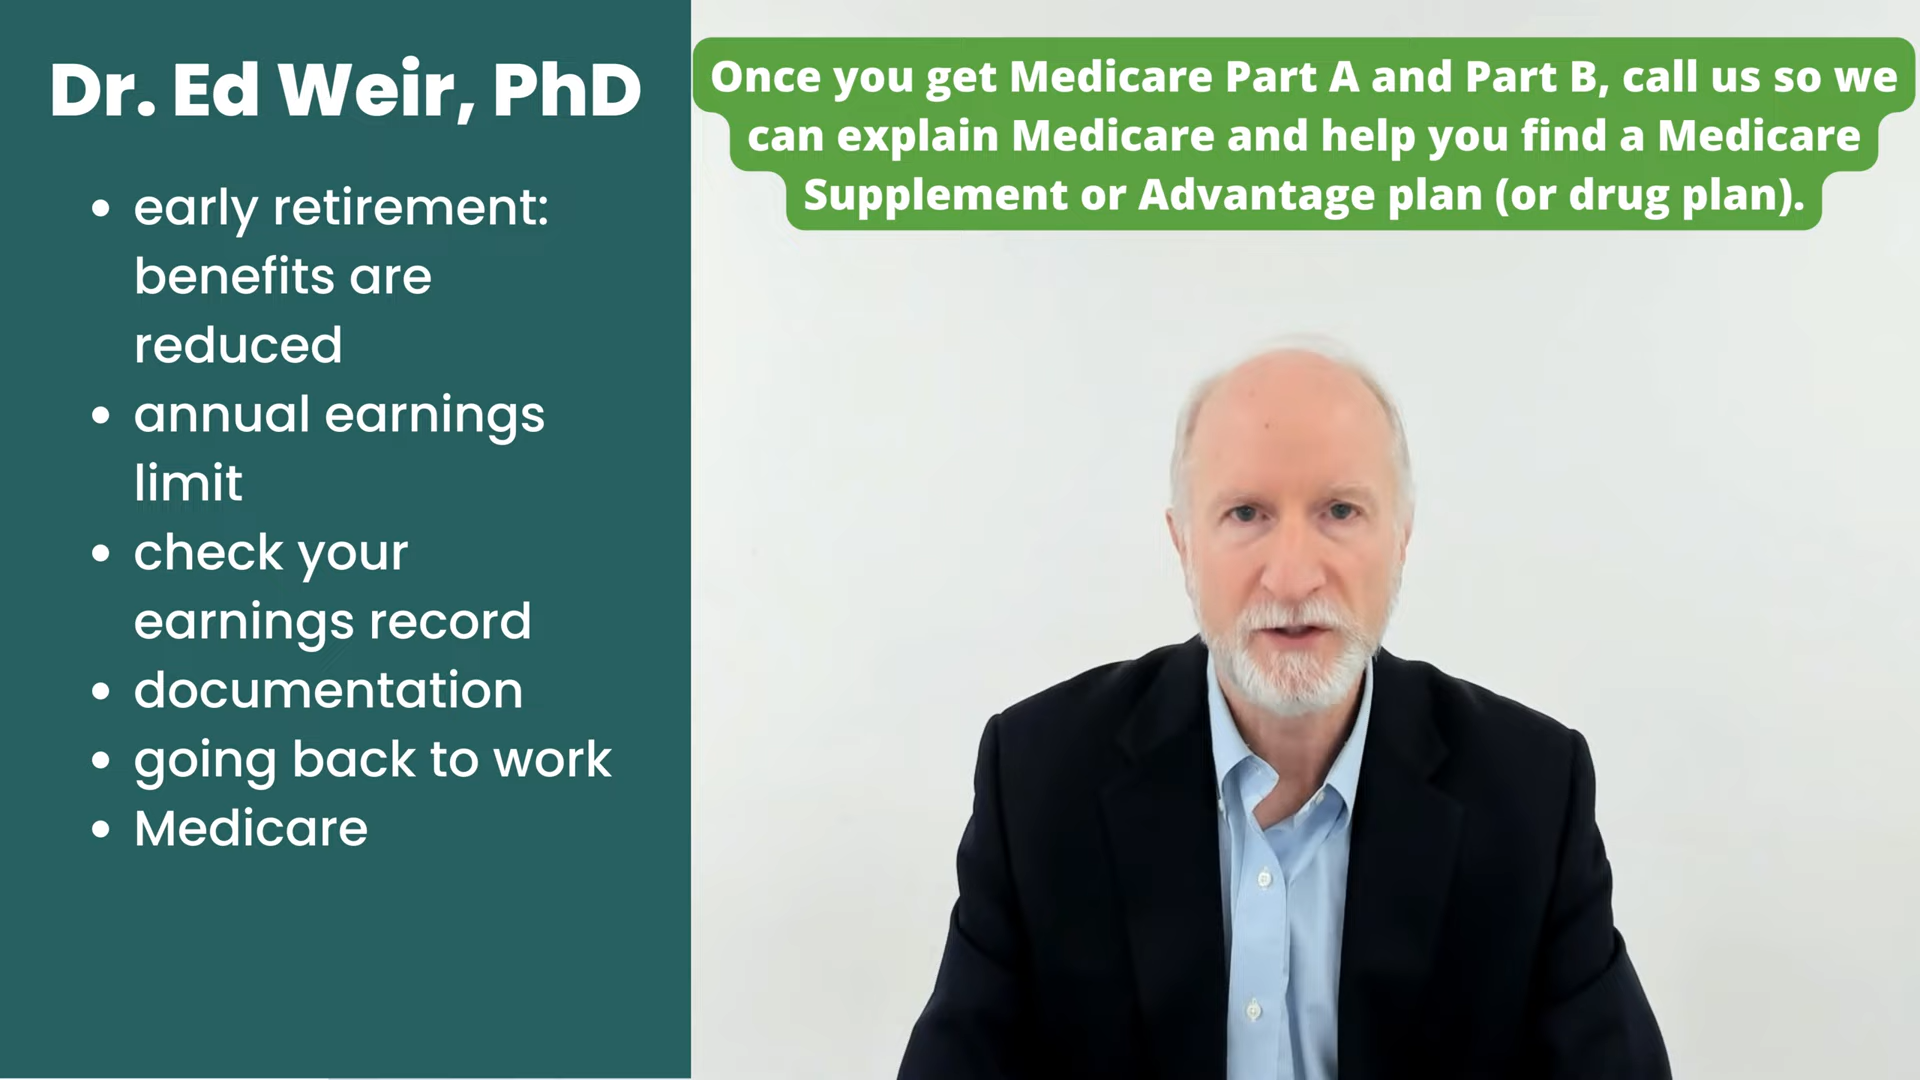 Dr. Ed Weir, PhD
• early retirement:
benefits are
reduced
• annual earnings
limit
• check your
earnings record
• documentation
• going back to work
• Medicare
Once you get Medicare Part A and Part B, call us so we
can explain Medicare and help you find a Medicare
Supplement or Advantage plan (or drug plan).